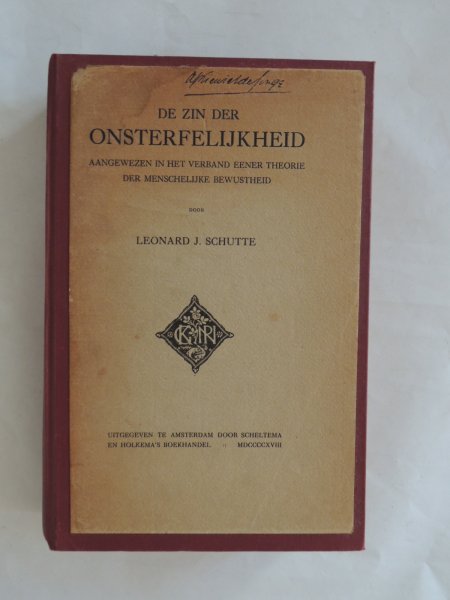 DE ZIN DER
ONSTERFELIJKHEID
AANGEWEZEN IN HET VERBAND EENER THEORIE
DER MENSCHELIJKE BEWUSTHEID
DOOR
LEONARD J. SCHUTTE
UITGEGEVEN TE AMSTERDAM DOOR SCHELTEMA
EN HOLKEMA'S BOEKHANDEL :: MDCCCCXVIII